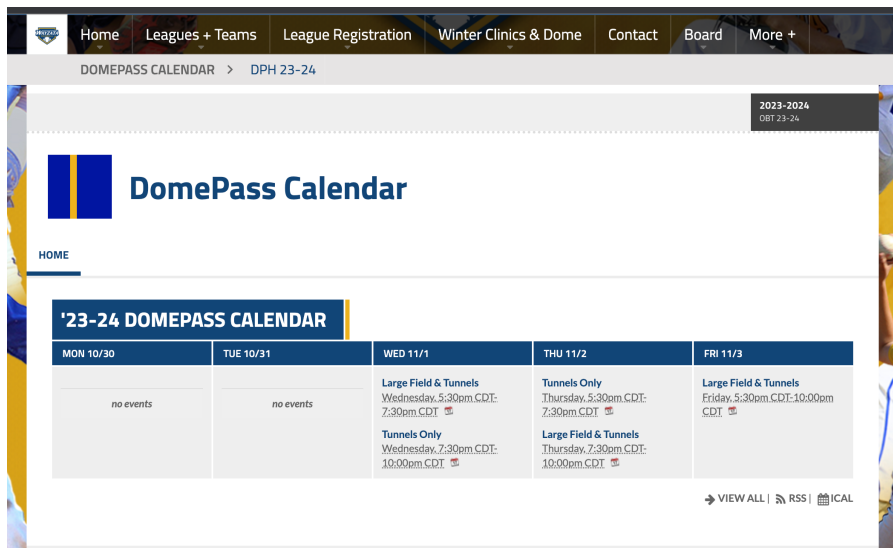 Home Leagues + Teams League Registration Winter Clinics & Dome Contact Board More +
DOMEPASS CALENDAR > DPH 23-24
2023-2024
OBT 23-24
DomePass Calendar
HOME
'23-24 DOMEPASS CALENDAR
MON 10/30 TUE 10/31 WED 11/1 THU 11/2 FRI 11/3
no events
no events
Large Field & Tunnels
Wednesday, 5:30pm CDT-
7:30pm CDT
Tunnels Only
Wednesday, 7:30pm CDT-
10:00pm CDT
Tunnels Only
Thursday, 5:30pm CDT-
7:30pm CDT
Large Field & Tunnels
Thursday, 7:30pm CDT-
10:00pm CDT
Large Field & Tunnels
Friday, 5:30pm CDT-10:00pm
CDT
VIEW ALL | RSS | ICAL